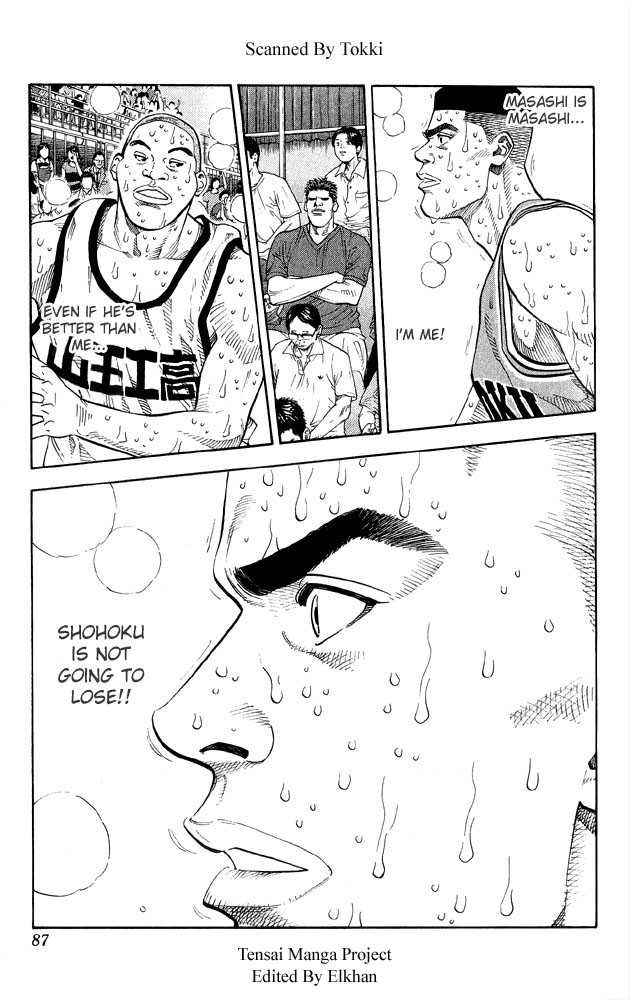 Scanned By Tokki
MASASHI IS
MASASHI...
I'M ME!
OKU
EVEN IF HE'S
BETTER THAN
ME...
山王工高
SHOHOKU
IS NOT
GOING TO
LOSE!!
87
Tensai Manga Project
Edited By Elkhan